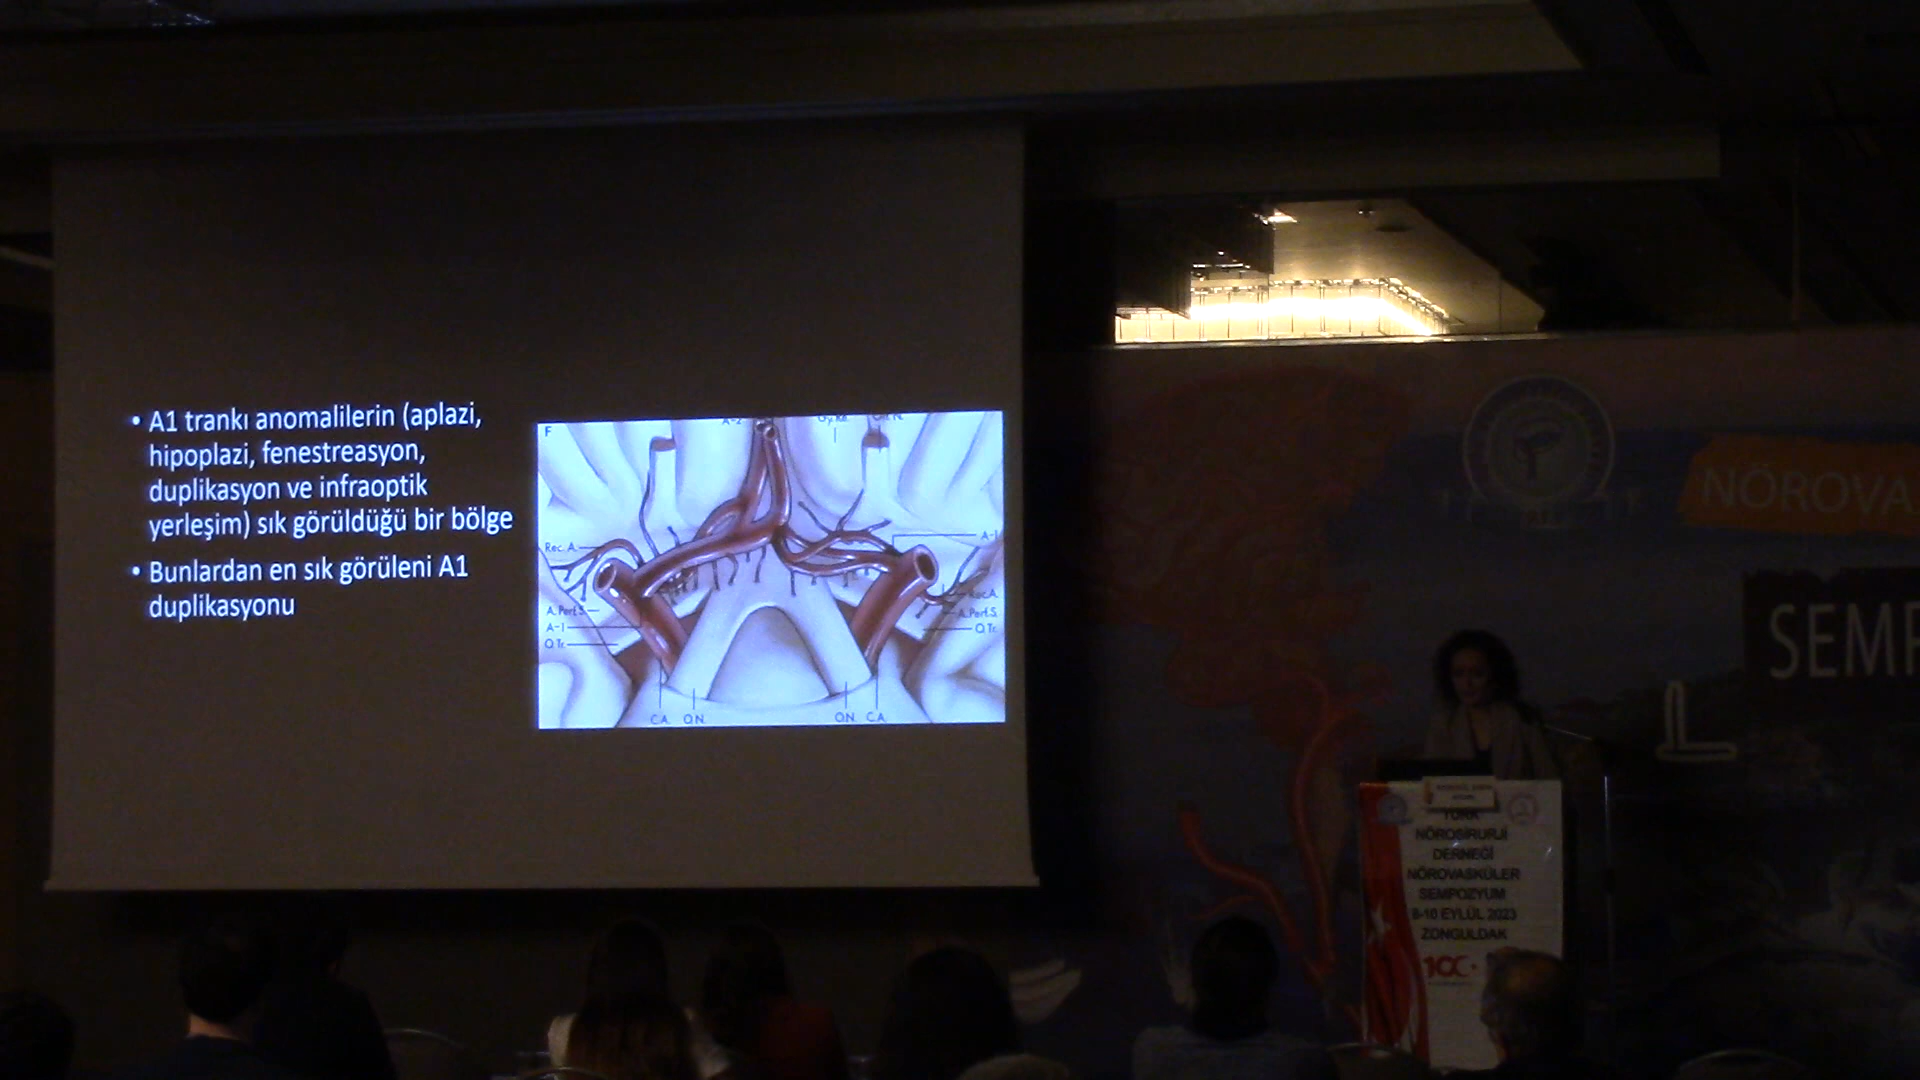 • A1 trankı anomalilerin (aplazi,
hipoplazi, fenestreasyon,
duplikasyon ve infraoptik
yerleşim) sık görüldüğü bir bölge
• Bunlardan en sık görüleni A1
duplikasyonu
F
A-2
Rec. A.
A-1
Rec.A.
A. Perf.S.
A. Perf.S.
A-1
O.Tr.
O.Tr.
C.A. O.N.
O.N. C.A.
NÖROVA
SEMP
TÜRK
NÖROŞİRURJİ
DERNEĞİ
NÖROVASKÜLER
SEMPOZYUM
8-10 EYLÜL 2023
ZONGULDAK
100